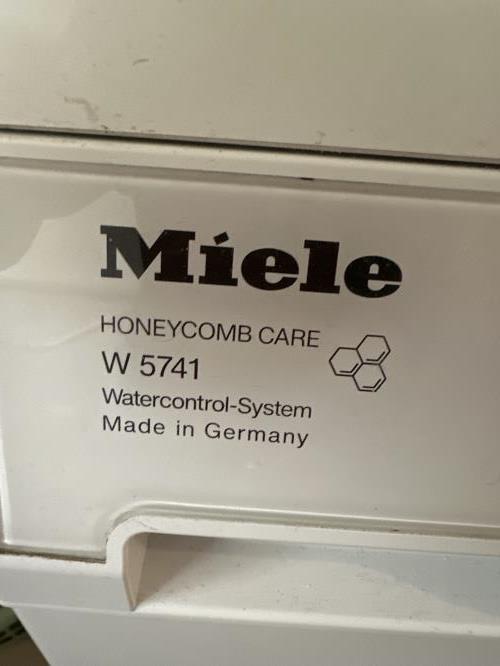 Miele
HONEYCOMB CARE
W 5741
Watercontrol-System
Made in Germany